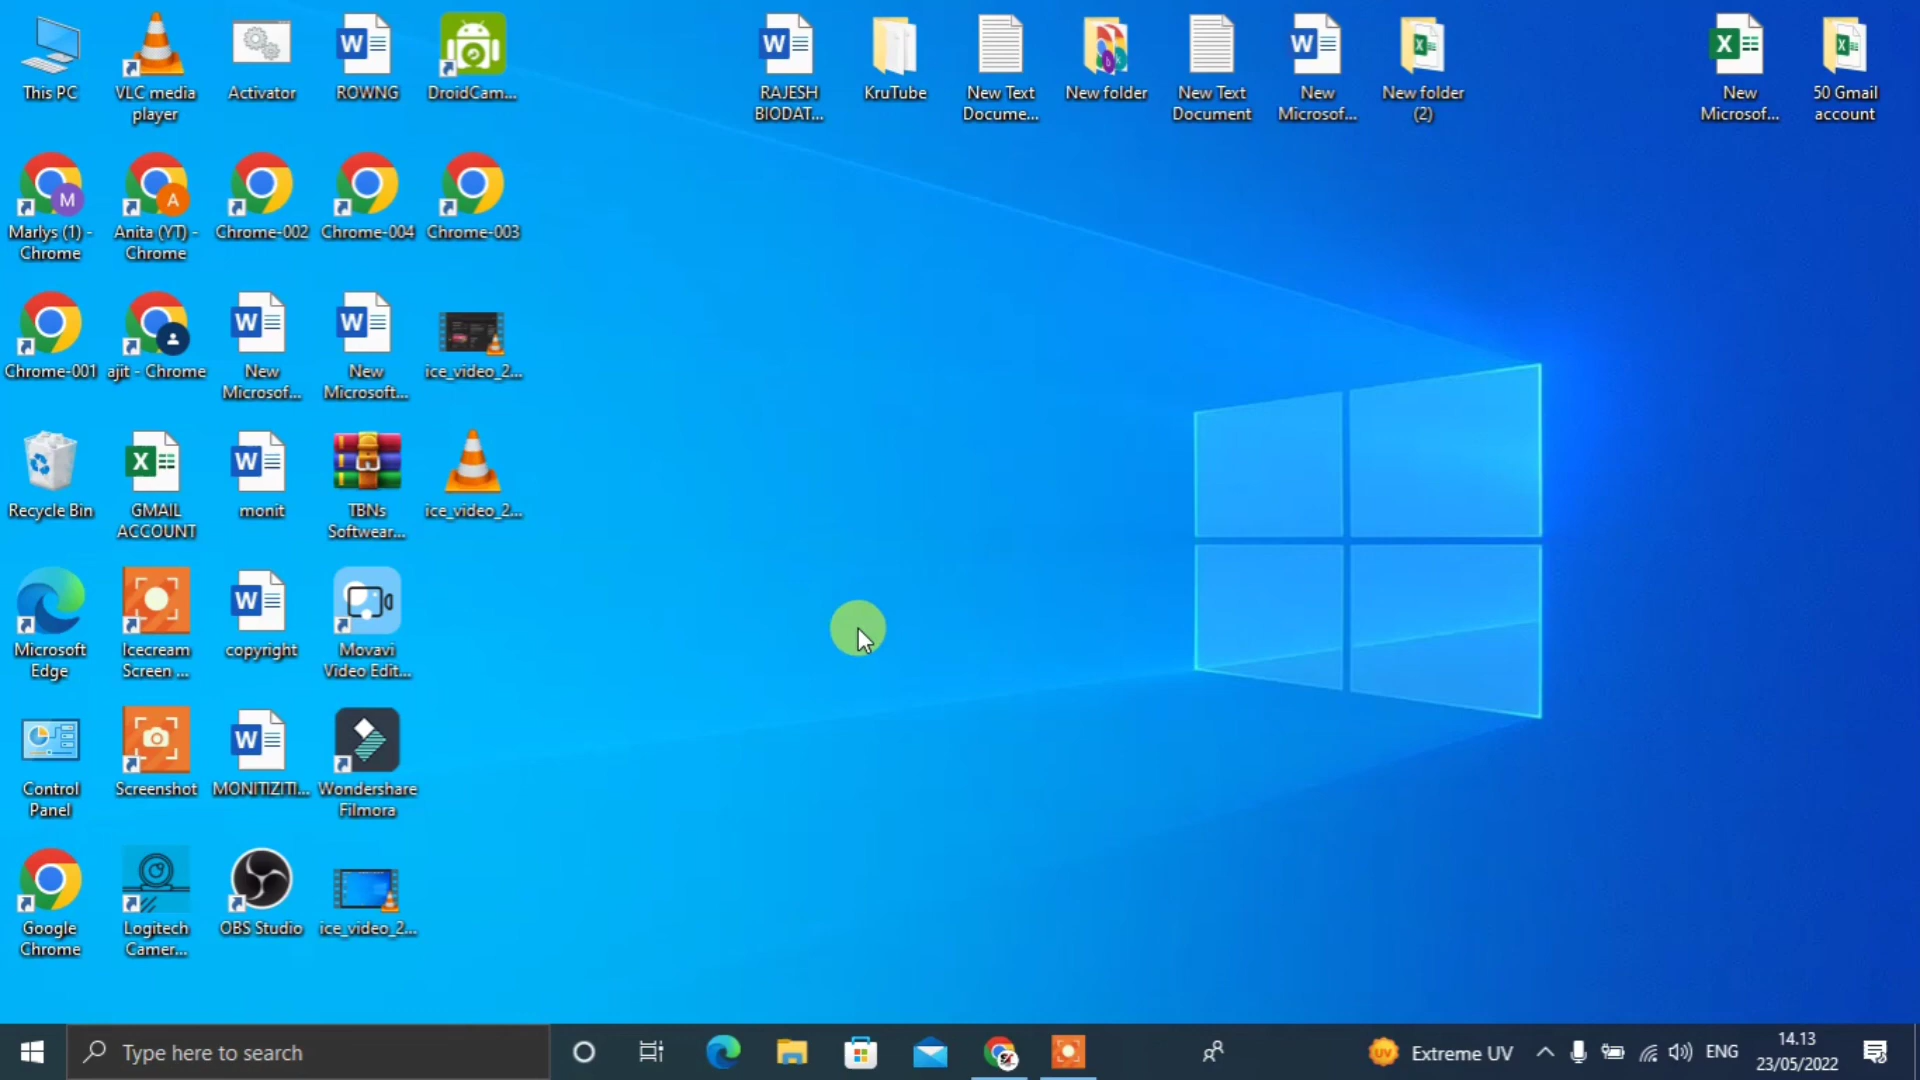 This PC
VLC media
player
Activator
ROWNG
DroidCam...
RAJESH
BIODAT...
KruTube
New Text
Docume...
New folder
New Text
Document
New
Microsof...
New folder
(2)
New
Microsof...
50 Gmail
account
Marlys (1) -
Chrome
Anita (YT) -
Chrome
Chrome-002
Chrome-004
Chrome-003
Chrome-001
ajit - Chrome
New
Microsof...
New
Microsoft...
ice_video_2...
Recycle Bin
GMAIL
ACCOUNT
monit
TBNs
Softwear...
ice_video_2...
Microsoft
Edge
Icecream
Screen ...
copyright
Movavi
Video Edit...
Control
Panel
Screenshot
MONITIZITI...
Wondershare
Filmora
Google
Chrome
Logitech
Camer...
OBS Studio
ice_video_2...
Type here to search
UV
Extreme UV
ENG
14.13
23/05/2022